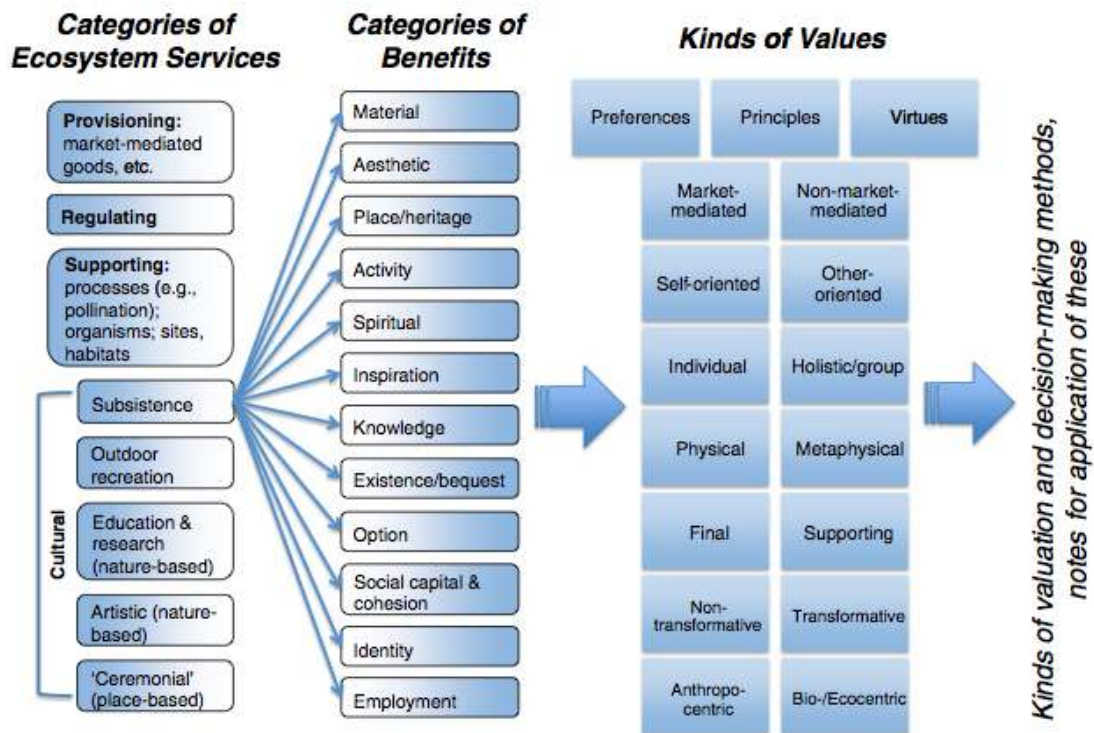 Categories of
Ecosystem Services
Provisioning:
market-mediated
goods, etc.
Regulating
Supporting:
processes (e.g.,
pollination);
organisms; sites,
habitats
Cultural
Subsistence
Outdoor
recreation
Education &
research
(nature-based)
Artistic (nature-
based)
'Ceremonial'
(place-based)
Categories of
Benefits
Material
Aesthetic
Place/heritage
Activity
Spiritual
Inspiration
Knowledge
Existence/bequest
Option
Social capital &
cohesion
Identity
Employment
Kinds of Values
Preferences
Principles
Virtues
Market-
mediated
Non-market-
mediated
Self-oriented
Other-
oriented
Individual
Holistic/group
Physical
Metaphysical
Final
Supporting
Non-
transformative
Transformative
Anthropo-
centric
Bio-/Ecocentric
Kinds of valuation and decision-making methods,
notes for application of these